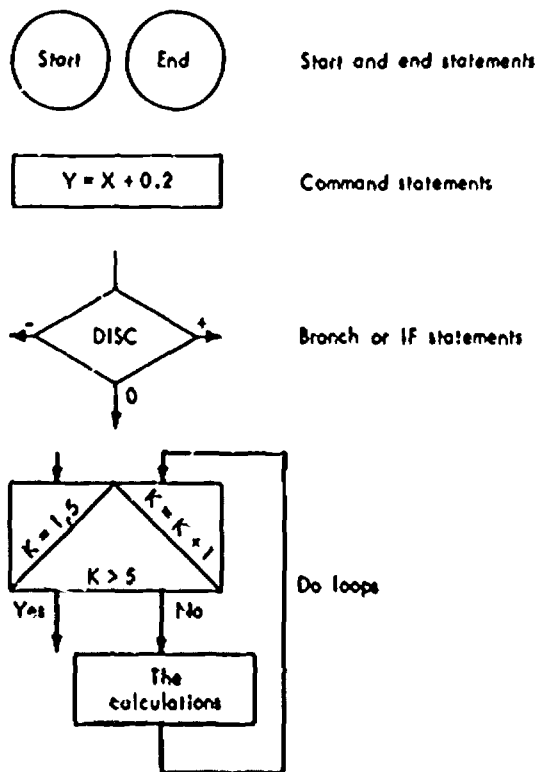 Start End Start and end statements
Y = X + 0.2 Command statements
- DISC + Branch or IF statements
0
K = 1,5 K = K + 1
K > 5
Do loops
Yes No
The
calculations